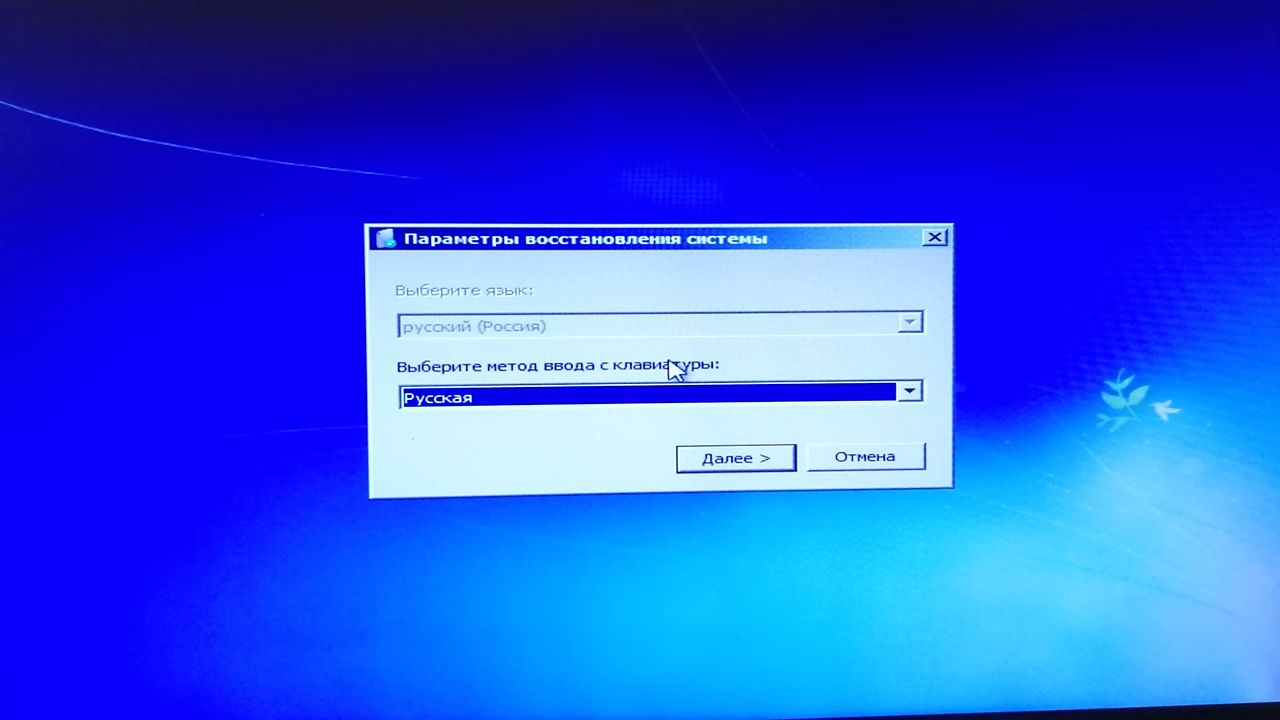 Параметры восстановления системы
Выберите язык:
русский (Россия)
Выберите метод ввода с клавиатуры:
Русская
Далее >
Отмена